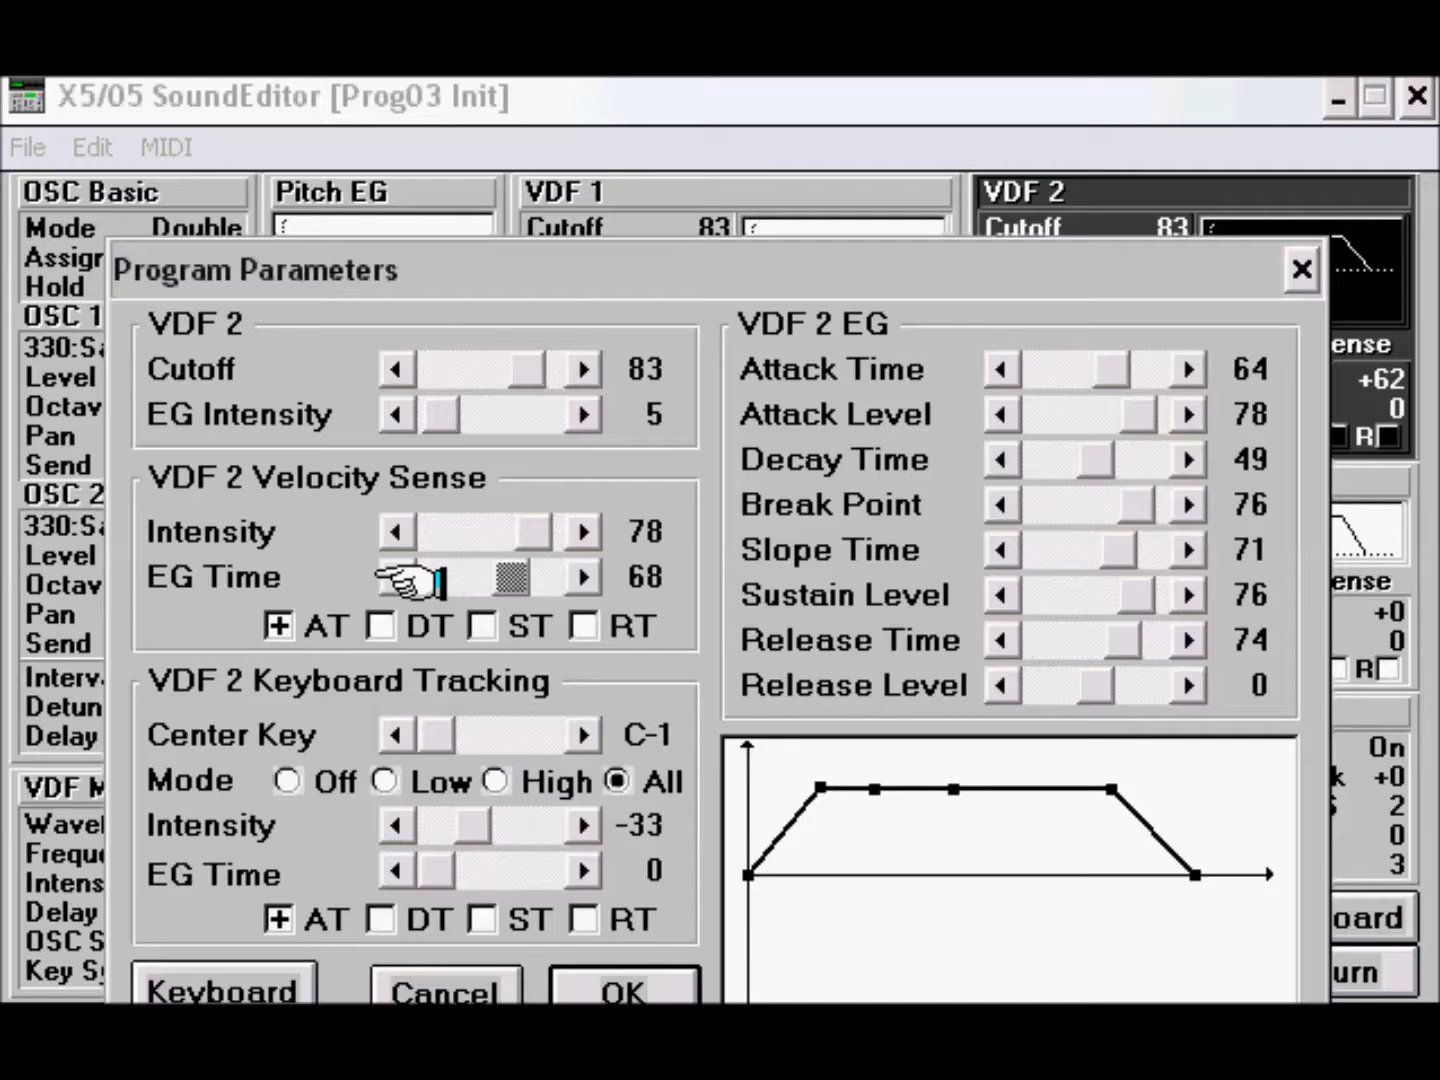 X5/05 SoundEditor [Prog03 Init]
File Edit MIDI
OSC Basic
Pitch EG
VDF 1
VDF 2
Mode Double
Cutoff 83
Cutoff 83
Hold
OSC 1
Level
Pan
Send
OSC 2
Level
Pan
Send
Delay
Delay
Program Parameters
VDF 2
Cutoff 83
EG Intensity 5
VDF 2 Velocity Sense
Intensity 78
EG Time 68
+ AT DT ST RT
VDF 2 Keyboard Tracking
Center Key C-1
Mode Off Low High All
Intensity -33
EG Time 0
+ AT DT ST RT
Keyboard Cancel OK
VDF 2 EG
Attack Time 64
Attack Level 78
Decay Time 49
Break Point 76
Slope Time 71
Sustain Level 76
Release Time 74
Release Level 0
+62
0
R
+0
0
R
On
+0
2
0
3